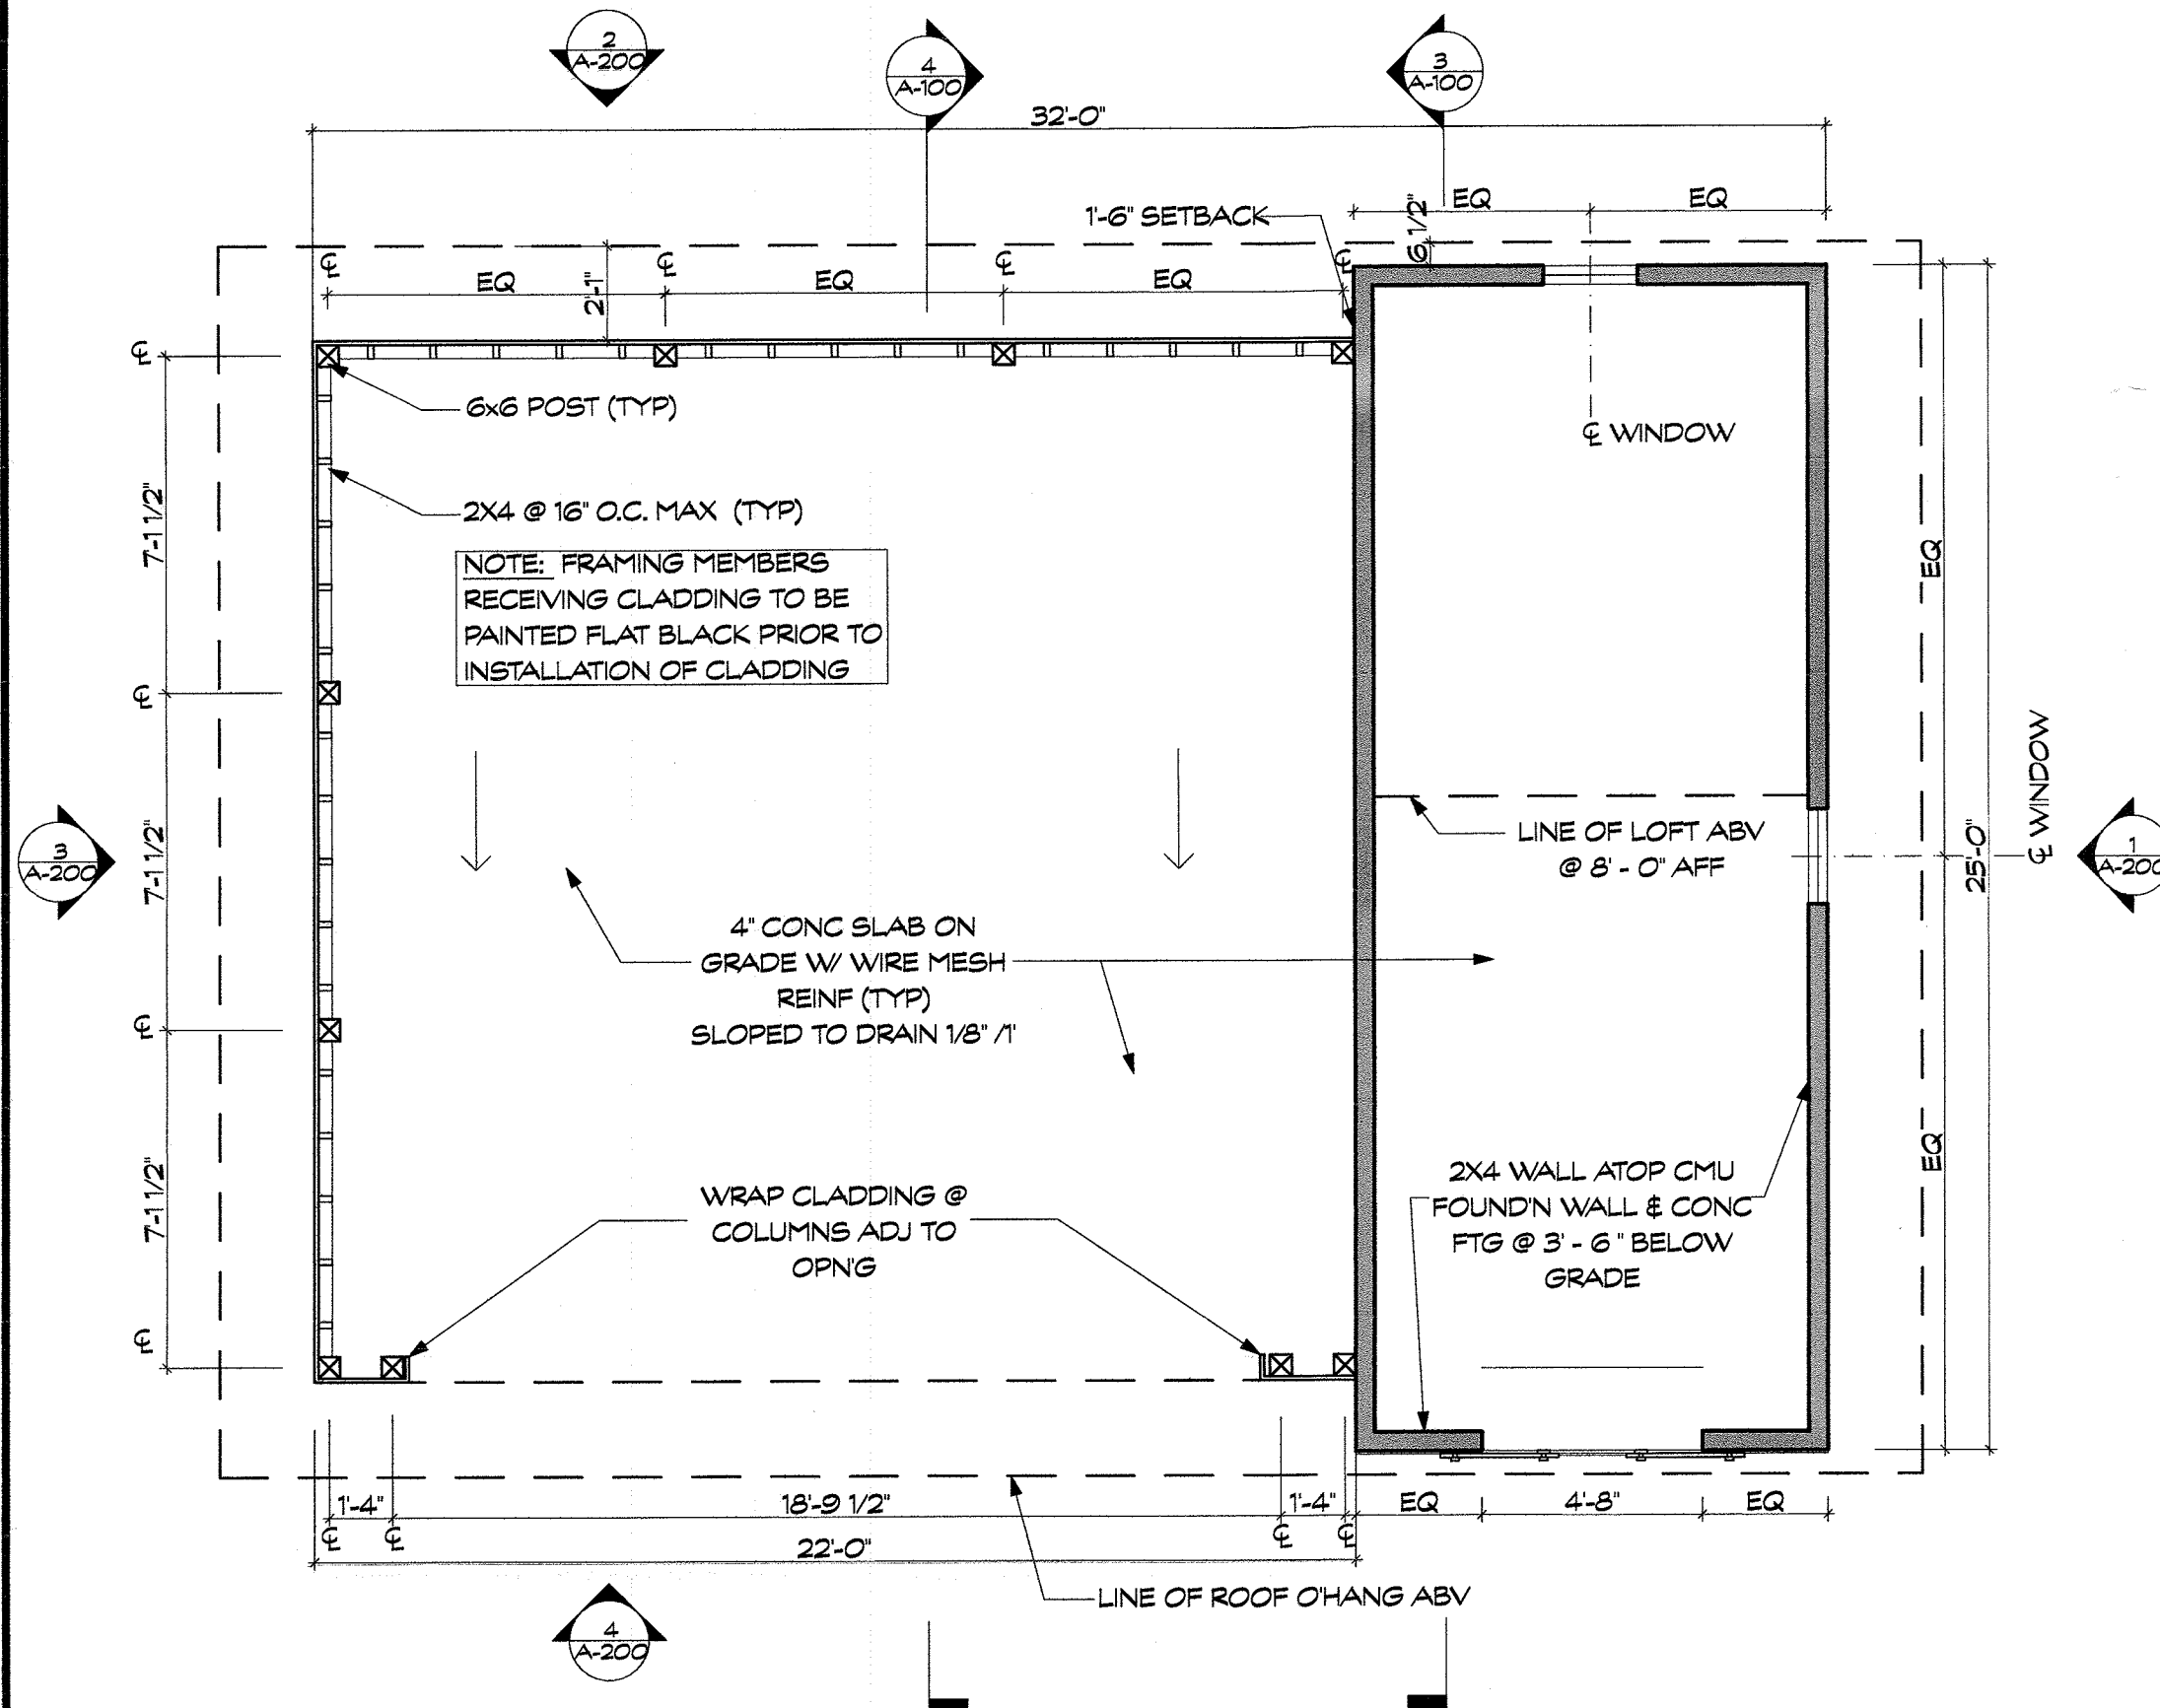 2
A-200
4
A-100
3
A-100
32'-0"
1'-6" SETBACK
6 1/2"
EQ
EQ
℄
℄
℄
℄
EQ
EQ
EQ
2'-1"
℄
6x6 POST (TYP)
℄ WINDOW
2X4 @ 16" O.C. MAX (TYP)
7'-1 1/2"
NOTE: FRAMING MEMBERS
RECEIVING CLADDING TO BE
PAINTED FLAT BLACK PRIOR TO
INSTALLATION OF CLADDING
EQ
℄
℄ WINDOW
LINE OF LOFT ABV
@ 8' - 0" AFF
25'-0"
3
A-200
7'-1 1/2"
1
A-200
4" CONC SLAB ON
GRADE W/ WIRE MESH
REINF (TYP)
SLOPED TO DRAIN 1/8" /1'
℄
EQ
7'-1 1/2"
WRAP CLADDING @
COLUMNS ADJ TO
OPN'G
2X4 WALL ATOP CMU
FOUND'N WALL & CONC
FTG @ 3' - 6 " BELOW
GRADE
℄
1'-4"
18'-9 1/2"
1'-4"
EQ
4'-8"
EQ
℄
℄
℄
℄
22'-0"
LINE OF ROOF O'HANG ABV
4
A-200